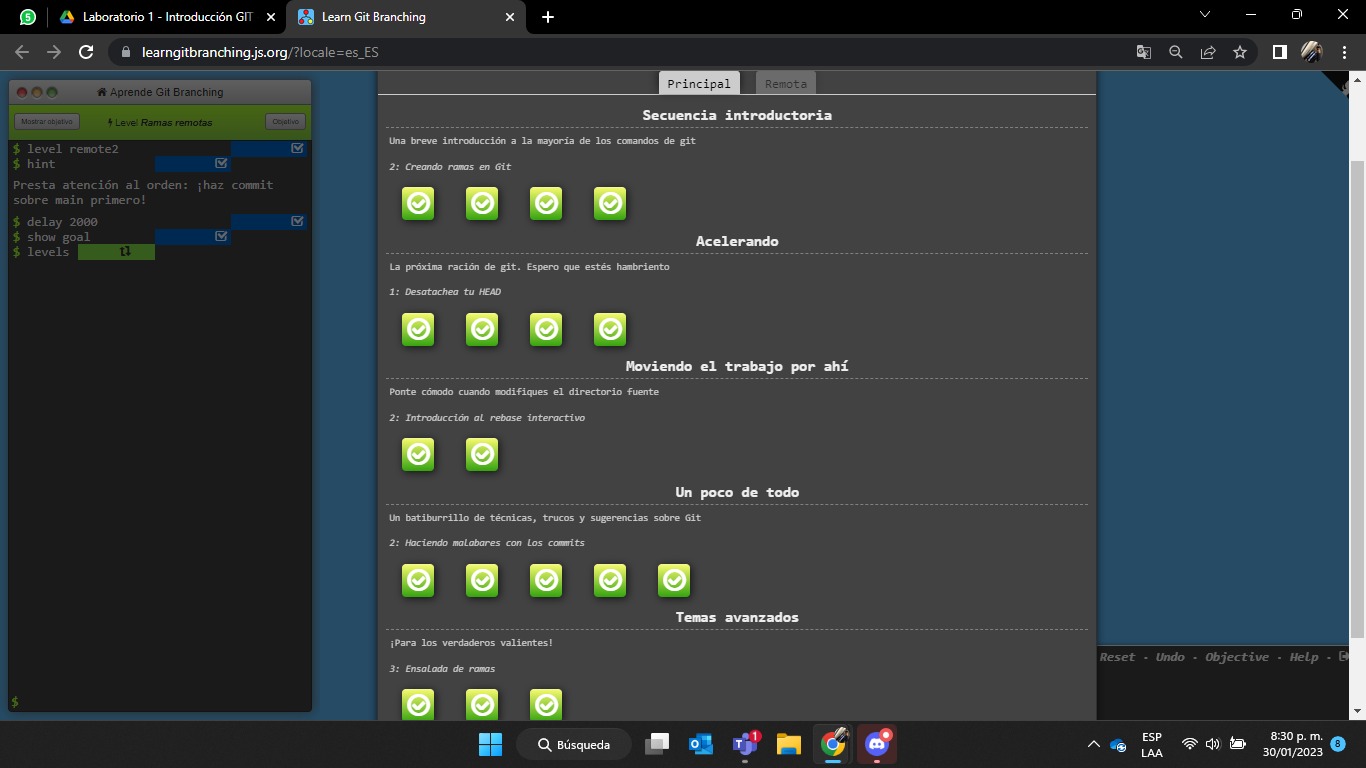 5
Laboratorio 1 - Introducción GIT
Learn Git Branching
learngitbranching.js.org/?locale=es_ES
Aprende Git Branching
Mostrar objetivo
Level Ramas remotas
Objetivo
$ level remote2
$ hint
Presta atención al orden: ¡haz commit
sobre main primero!
$ delay 2000
$ show goal
$ levels
$
Principal
Remota
Secuencia introductoria
Una breve introducción a la mayoría de los comandos de git
2: Creando ramas en Git
Acelerando
La próxima ración de git. Espero que estés hambriento
1: Desatachea tu HEAD
Moviendo el trabajo por ahí
Ponte cómodo cuando modifiques el directorio fuente
2: Introducción al rebase interactivo
Un poco de todo
Un batiburrillo de técnicas, trucos y sugerencias sobre Git
2: Haciendo malabares con los commits
Temas avanzados
¡Para los verdaderos valientes!
3: Ensalada de ramas
Reset - Undo - Objective - Help -
Búsqueda
1
ESP
LAA
8:30 p. m.
30/01/2023
8